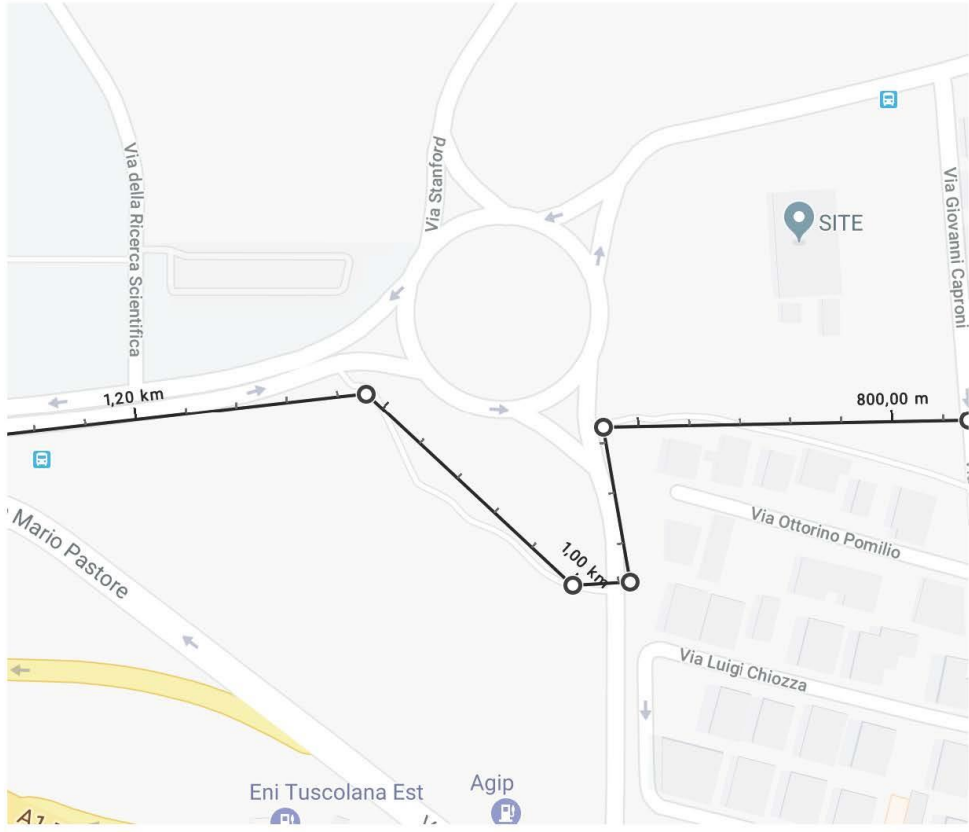 Via della Ricerca Scientifica
Via Stanford
SITE
Via Giovanni Caproni
1,20 km
800,00 m
Mario Pastore
1,00 km
Via Ottorino Pomilio
Via Luigi Chiozza
Eni Tuscolana Est
Agip